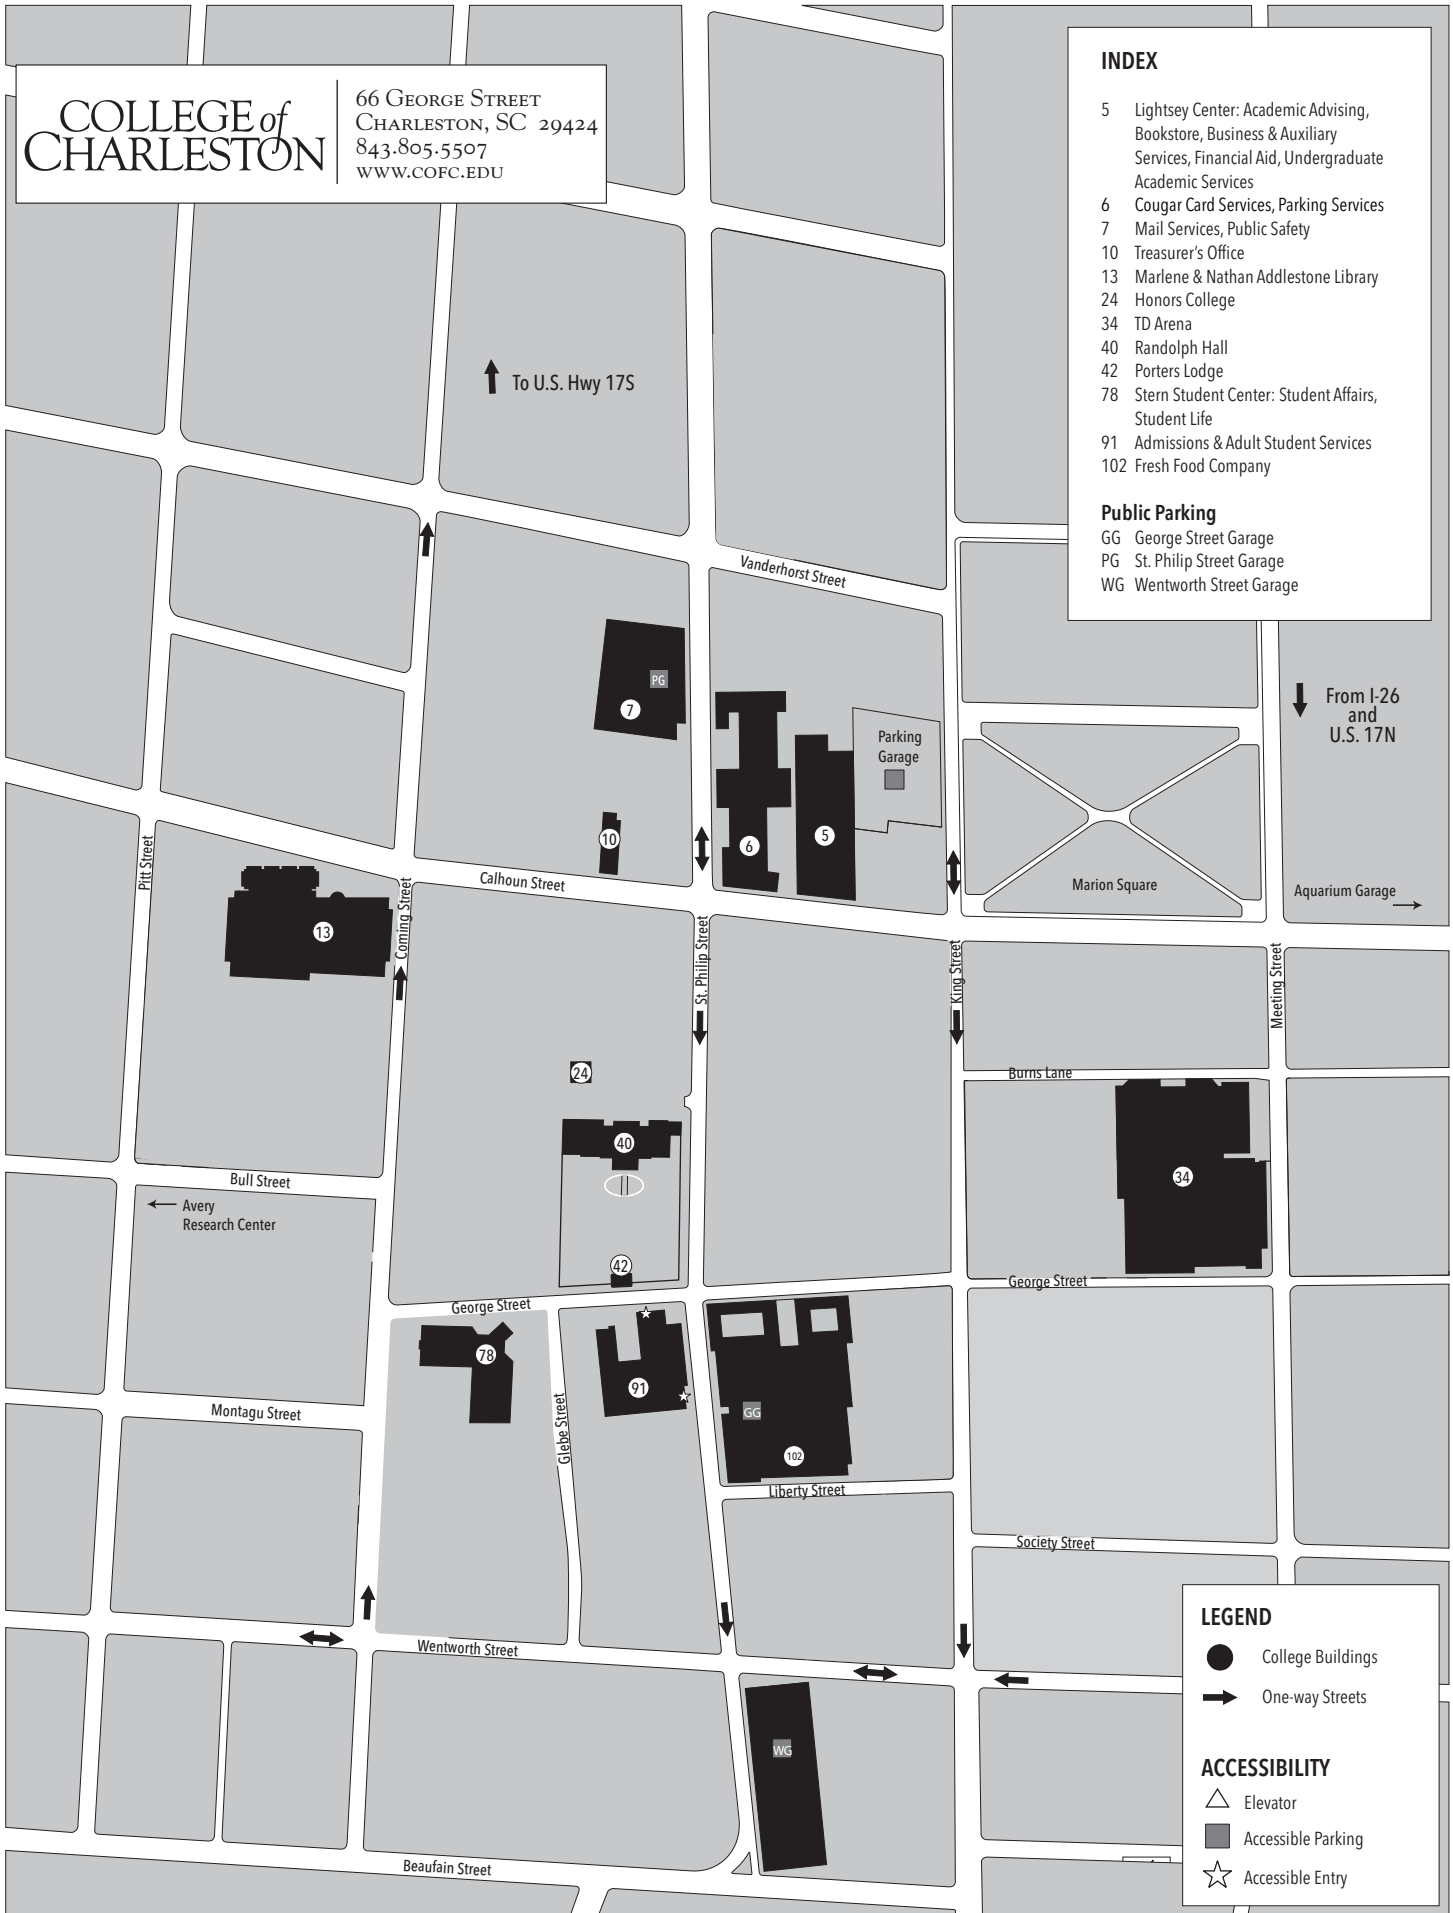 COLLEGE of
CHARLESTON
66 George Street
Charleston, SC 29424
843.805.5507
www.cofc.edu
INDEX
5 Lightsey Center: Academic Advising,
Bookstore, Business & Auxiliary
Services, Financial Aid, Undergraduate
Academic Services
6 Cougar Card Services, Parking Services
7 Mail Services, Public Safety
10 Treasurer's Office
13 Marlene & Nathan Addlestone Library
24 Honors College
34 TD Arena
40 Randolph Hall
42 Porters Lodge
78 Stern Student Center: Student Affairs,
Student Life
91 Admissions & Adult Student Services
102 Fresh Food Company
Public Parking
GG George Street Garage
PG St. Philip Street Garage
WG Wentworth Street Garage
To U.S. Hwy 17S
Vanderhorst Street
PG
7
From I-26
and
U.S. 17N
Parking
Garage
10
6
5
Pitt Street
Calhoun Street
Marion Square
Aquarium Garage
13
Coming Street
St. Philip Street
King Street
Meeting Street
24
Burns Lane
40
34
Bull Street
Avery
Research Center
42
George Street
George Street
78
91
Glebe Street
GG
102
Montagu Street
Liberty Street
Society Street
Wentworth Street
WG
Beaufain Street
LEGEND
College Buildings
One-way Streets
ACCESSIBILITY
Elevator
Accessible Parking
Accessible Entry